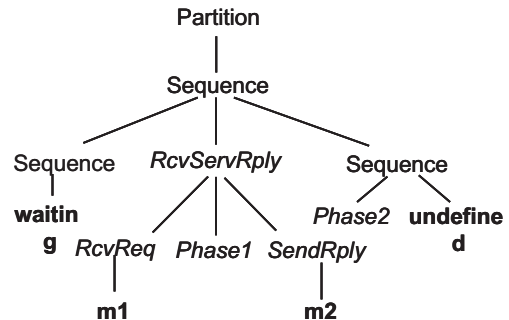 Partition
Sequence
Sequence RcvServRply Sequence
waitin
g
Phase2 undefine
d
RcvReq Phase1 SendRply
m1 m2